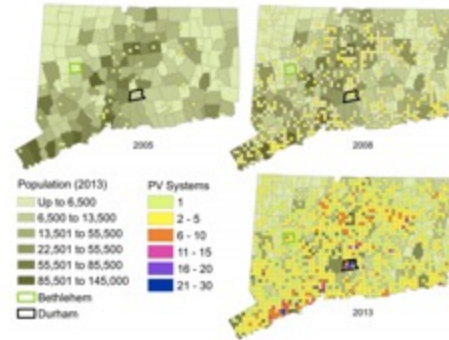 2005
2008
Population (2013)
Up to 6,500
6,500 to 13,500
13,501 to 55,500
22,501 to 55,500
55,501 to 85,500
85,501 to 145,000
Bethlehem
Durham
PV Systems
1
2 - 5
6 - 10
11 - 15
16 - 20
21 - 30
2013